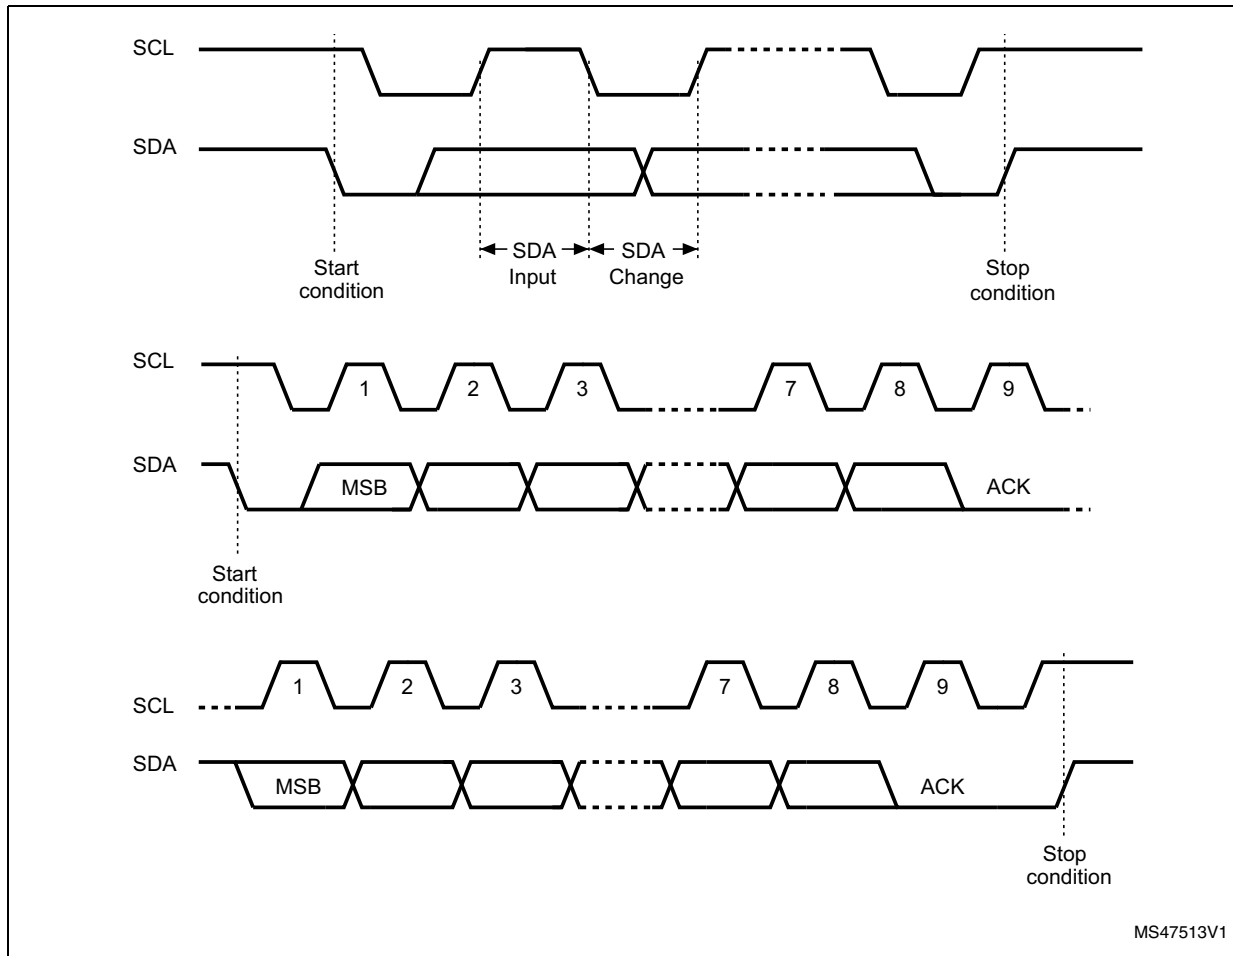 SCL
SDA
SDA
Input
SDA
Change
Start
condition
Stop
condition
SCL
1
2
3
7
8
9
SDA
MSB
ACK
Start
condition
SCL
1
2
3
7
8
9
SDA
MSB
ACK
Stop
condition
MS47513V1